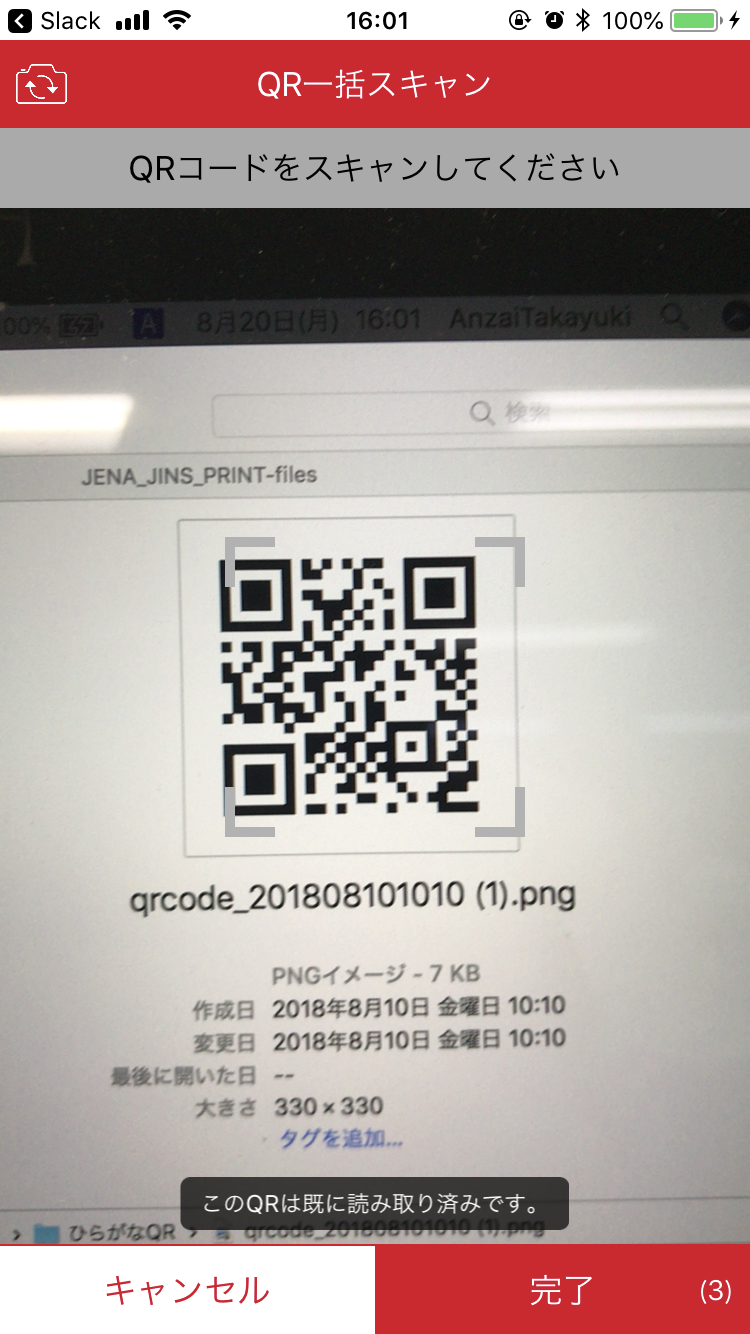 Slack 16:01 100%
QR一括スキャン
QRコードをスキャンしてください
00% A 8月20日(月) 16:01 AnzaiTakayuki
検索
JENA_JINS_PRINT-files
qrcode_201808101010 (1).png
PNGイメージ - 7 KB
作成日 2018年8月10日 金曜日 10:10
変更日 2018年8月10日 金曜日 10:10
最後に開いた日 --
大きさ 330 × 330
タグを追加...
このQRは既に読み取り済みです。
› ひらがなQR › qrcode_201808101010 (1).png
キャンセル
完了 (3)